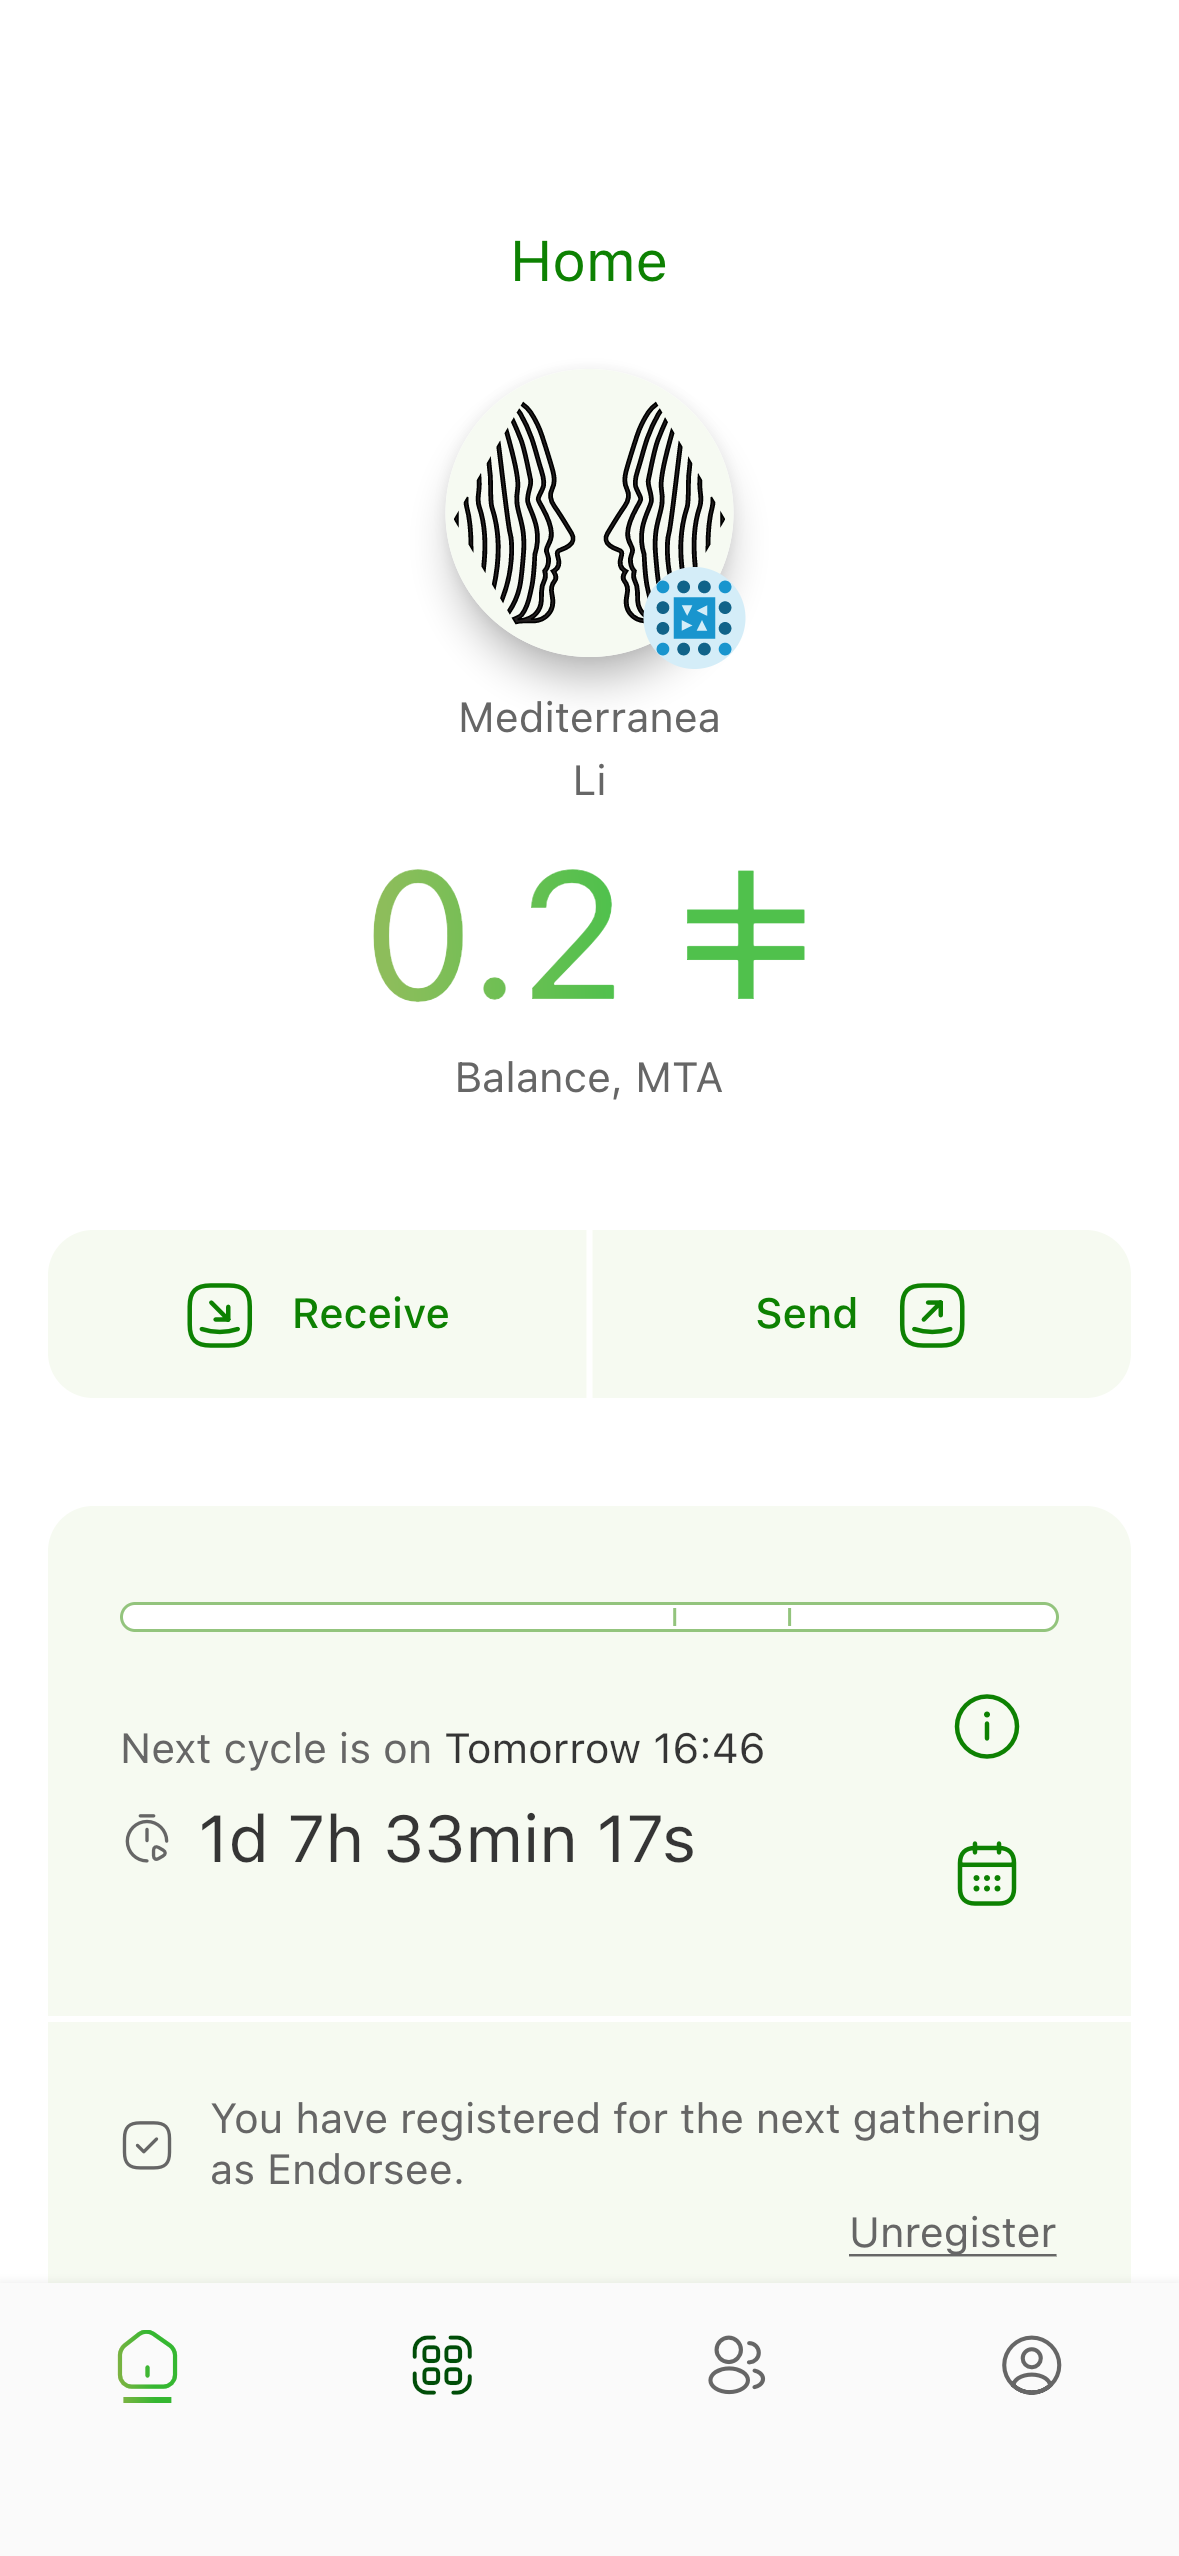 Home
Mediterranea
Li
0.2 ⧧
Balance, MTA
Receive
Send
Next cycle is on Tomorrow 16:46
1d 7h 33min 17s
You have registered for the next gathering
as Endorsee.
Unregister